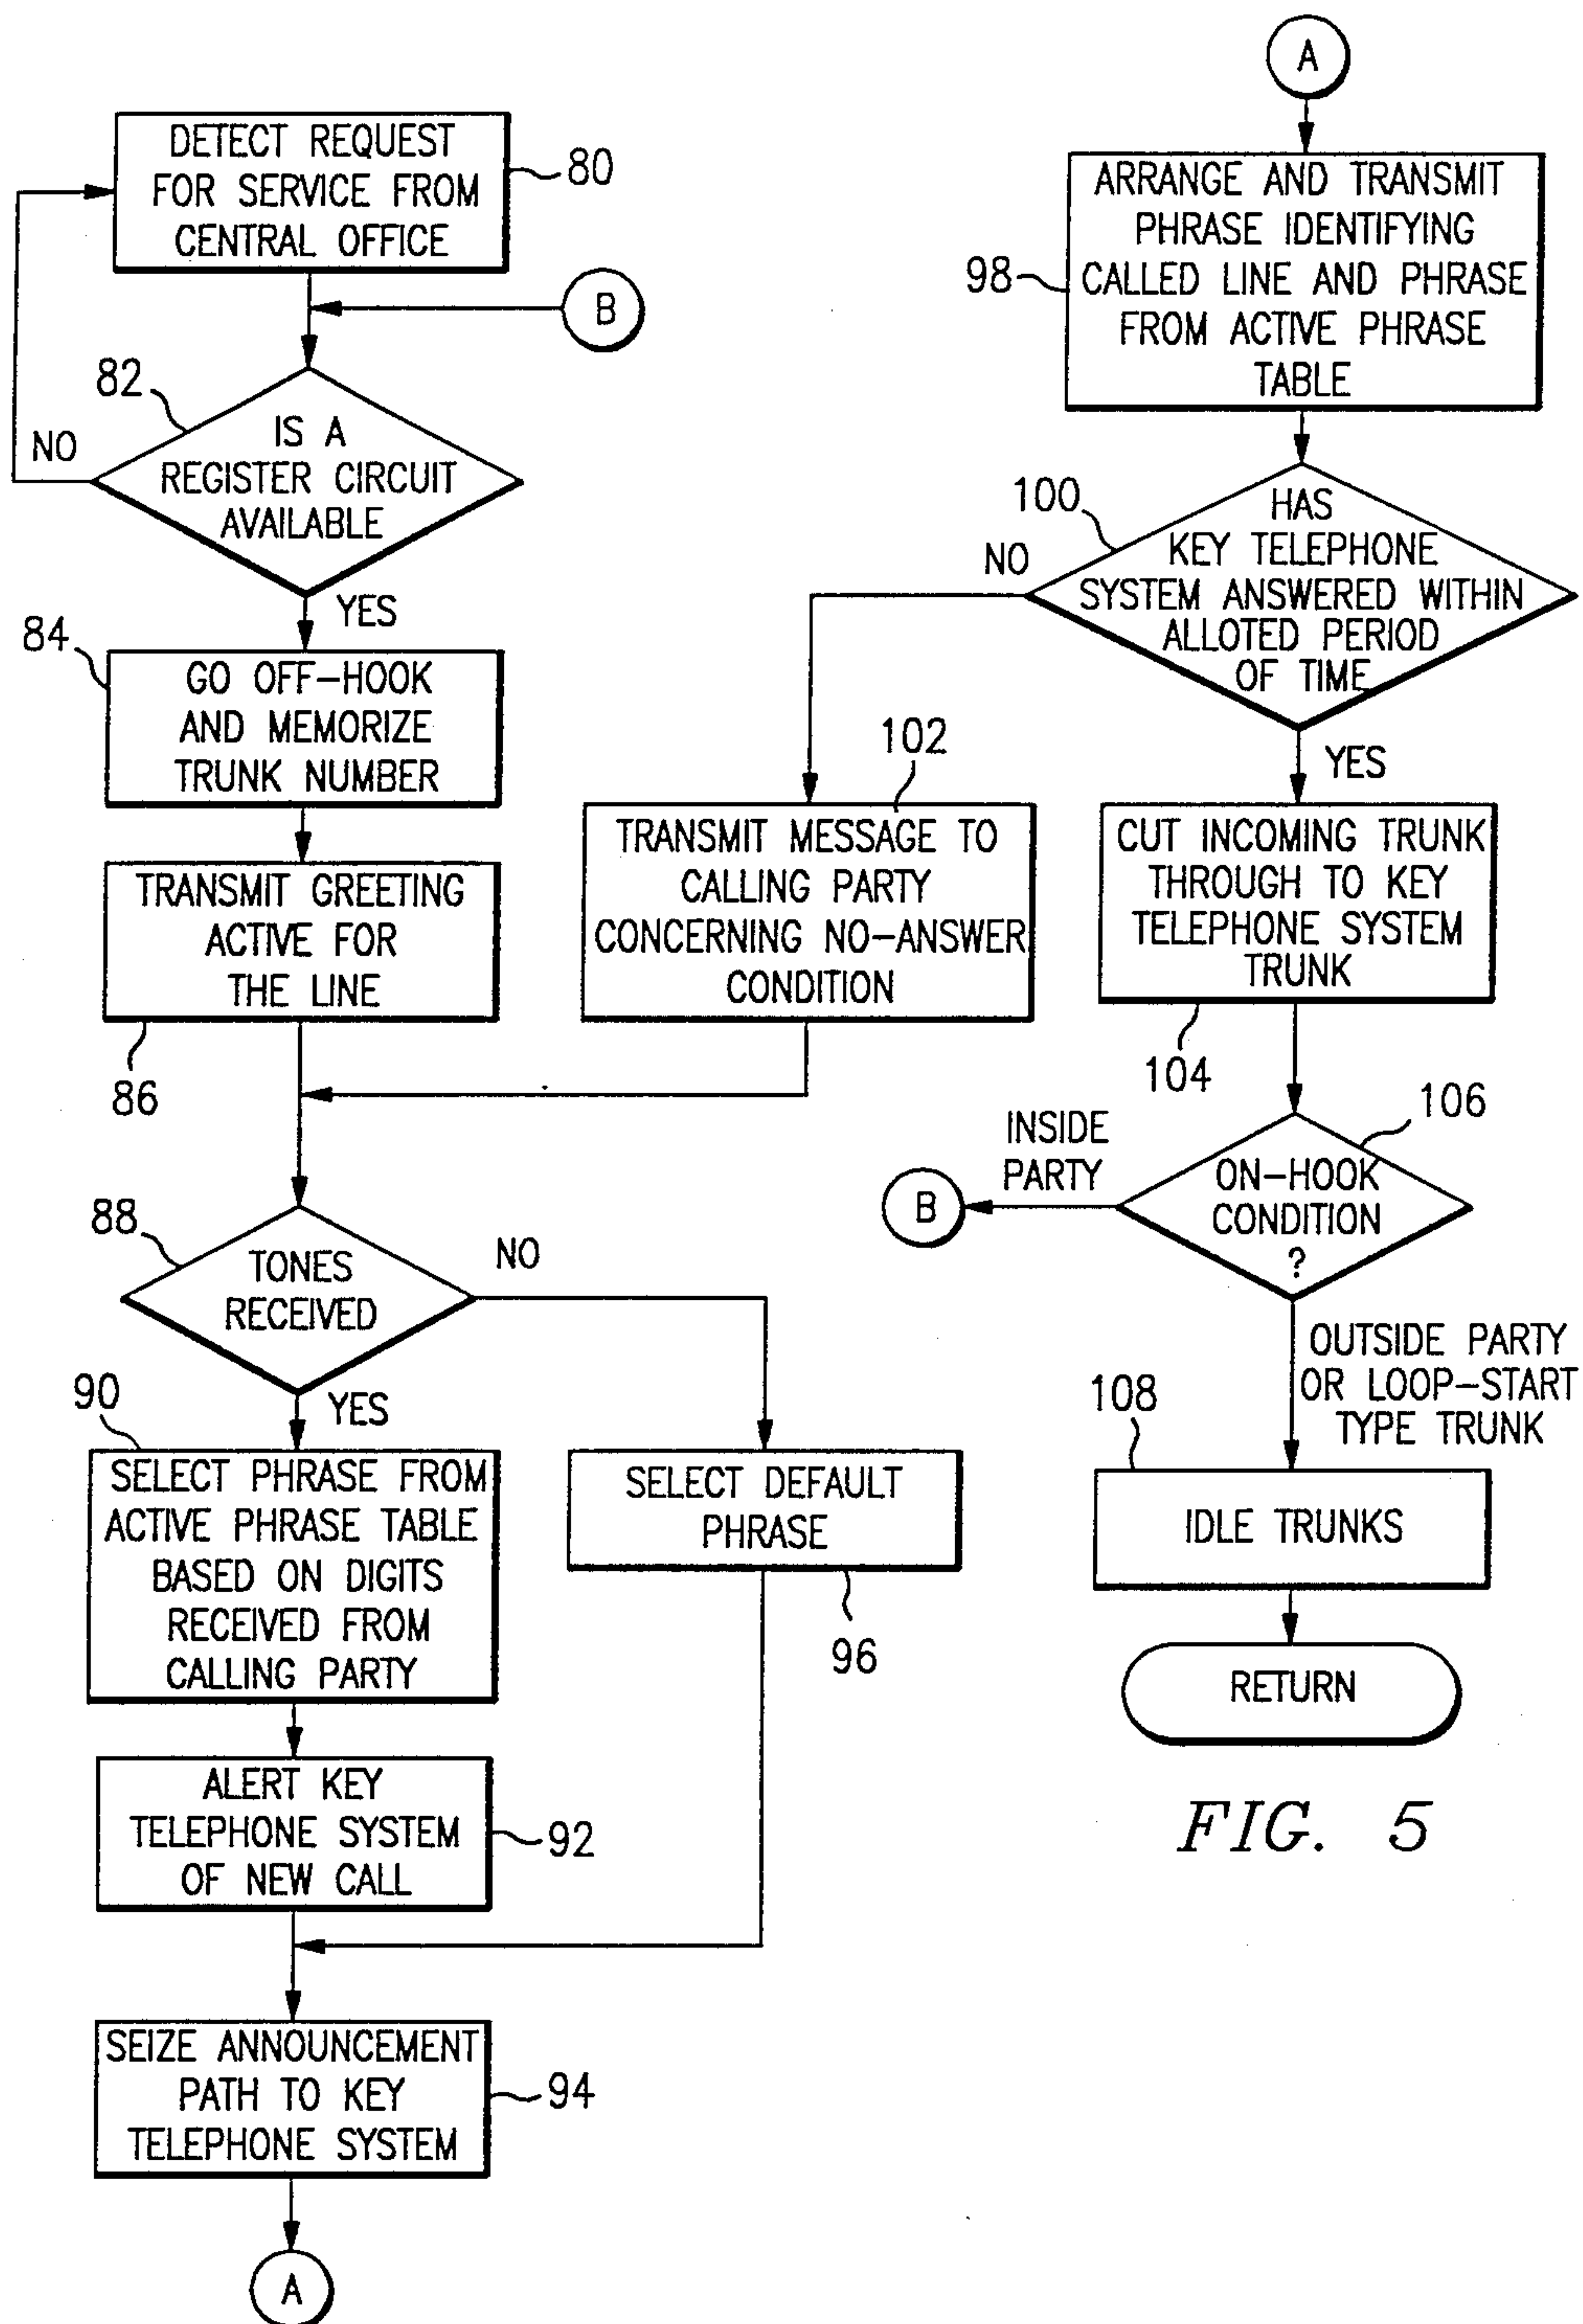 DETECT REQUEST
FOR SERVICE FROM
CENTRAL OFFICE
80
B
82
IS A
REGISTER CIRCUIT
AVAILABLE
NO
YES
84
GO OFF-HOOK
AND MEMORIZE
TRUNK NUMBER
TRANSMIT GREETING
ACTIVE FOR
THE LINE
86
88
TONES
RECEIVED
NO
YES
90
SELECT PHRASE FROM
ACTIVE PHRASE TABLE
BASED ON DIGITS
RECEIVED FROM
CALLING PARTY
SELECT DEFAULT
PHRASE
96
ALERT KEY
TELEPHONE SYSTEM
OF NEW CALL
92
SEIZE ANNOUNCEMENT
PATH TO KEY
TELEPHONE SYSTEM
94
A
A
ARRANGE AND TRANSMIT
PHRASE IDENTIFYING
CALLED LINE AND PHRASE
FROM ACTIVE PHRASE
TABLE
98
100
HAS
KEY TELEPHONE
SYSTEM ANSWERED WITHIN
ALLOTED PERIOD
OF TIME
NO
YES
102
TRANSMIT MESSAGE TO
CALLING PARTY
CONCERNING NO-ANSWER
CONDITION
CUT INCOMING TRUNK
THROUGH TO KEY
TELEPHONE SYSTEM
TRUNK
104
106
ON-HOOK
CONDITION
?
INSIDE
PARTY
B
OUTSIDE PARTY
OR LOOP-START
TYPE TRUNK
108
IDLE TRUNKS
RETURN
FIG. 5